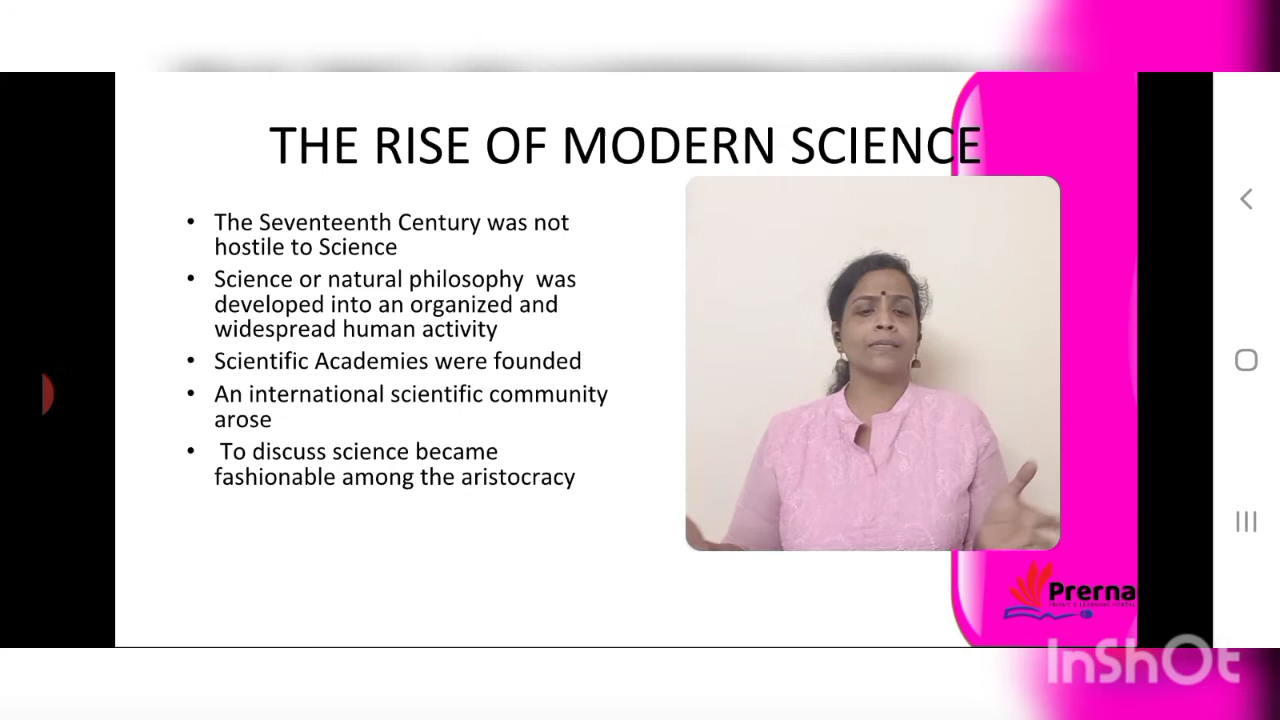 THE RISE OF MODERN SCIENCE
• The Seventeenth Century was not
hostile to Science
• Science or natural philosophy was
developed into an organized and
widespread human activity
• Scientific Academies were founded
• An international scientific community
arose
• To discuss science became
fashionable among the aristocracy
Prerna
InShOt